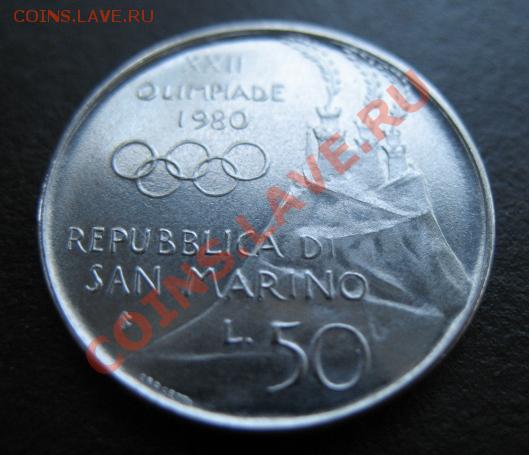 COINS.LAVE.RU
XXII
OLIMPIADE
1980
REPUBBLICA DI
SAN MARINO
L. 50
COINS.LAVE.RU